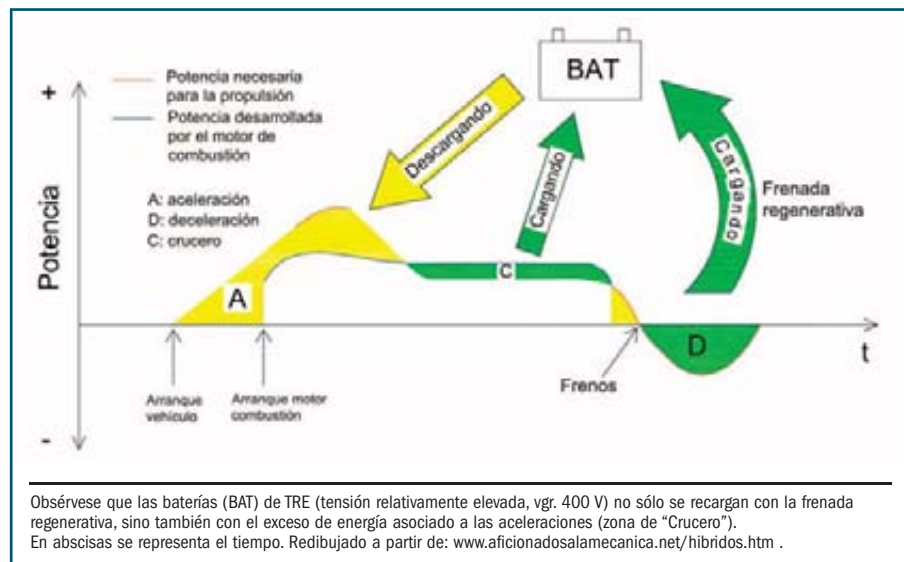 BAT
+
Potencia necesaria
para la propulsión
Potencia desarrollada
por el motor de
combustión
A: aceleración
D: deceleración
C: crucero
Descargando
Cargando
Cargando
Frenada
regenerativa
Potencia
A
C
D
t
Frenos
Arranque
vehículo
Arranque motor
combustión
-
Obsérvese que las baterías (BAT) de TRE (tensión relativamente elevada, vgr. 400 V) no sólo se recargan con la frenada
regenerativa, sino también con el exceso de energía asociado a las aceleraciones (zona de “Crucero”).
En abscisas se representa el tiempo. Redibujado a partir de: www.aficionadosalamecanica.net/hibridos.htm .